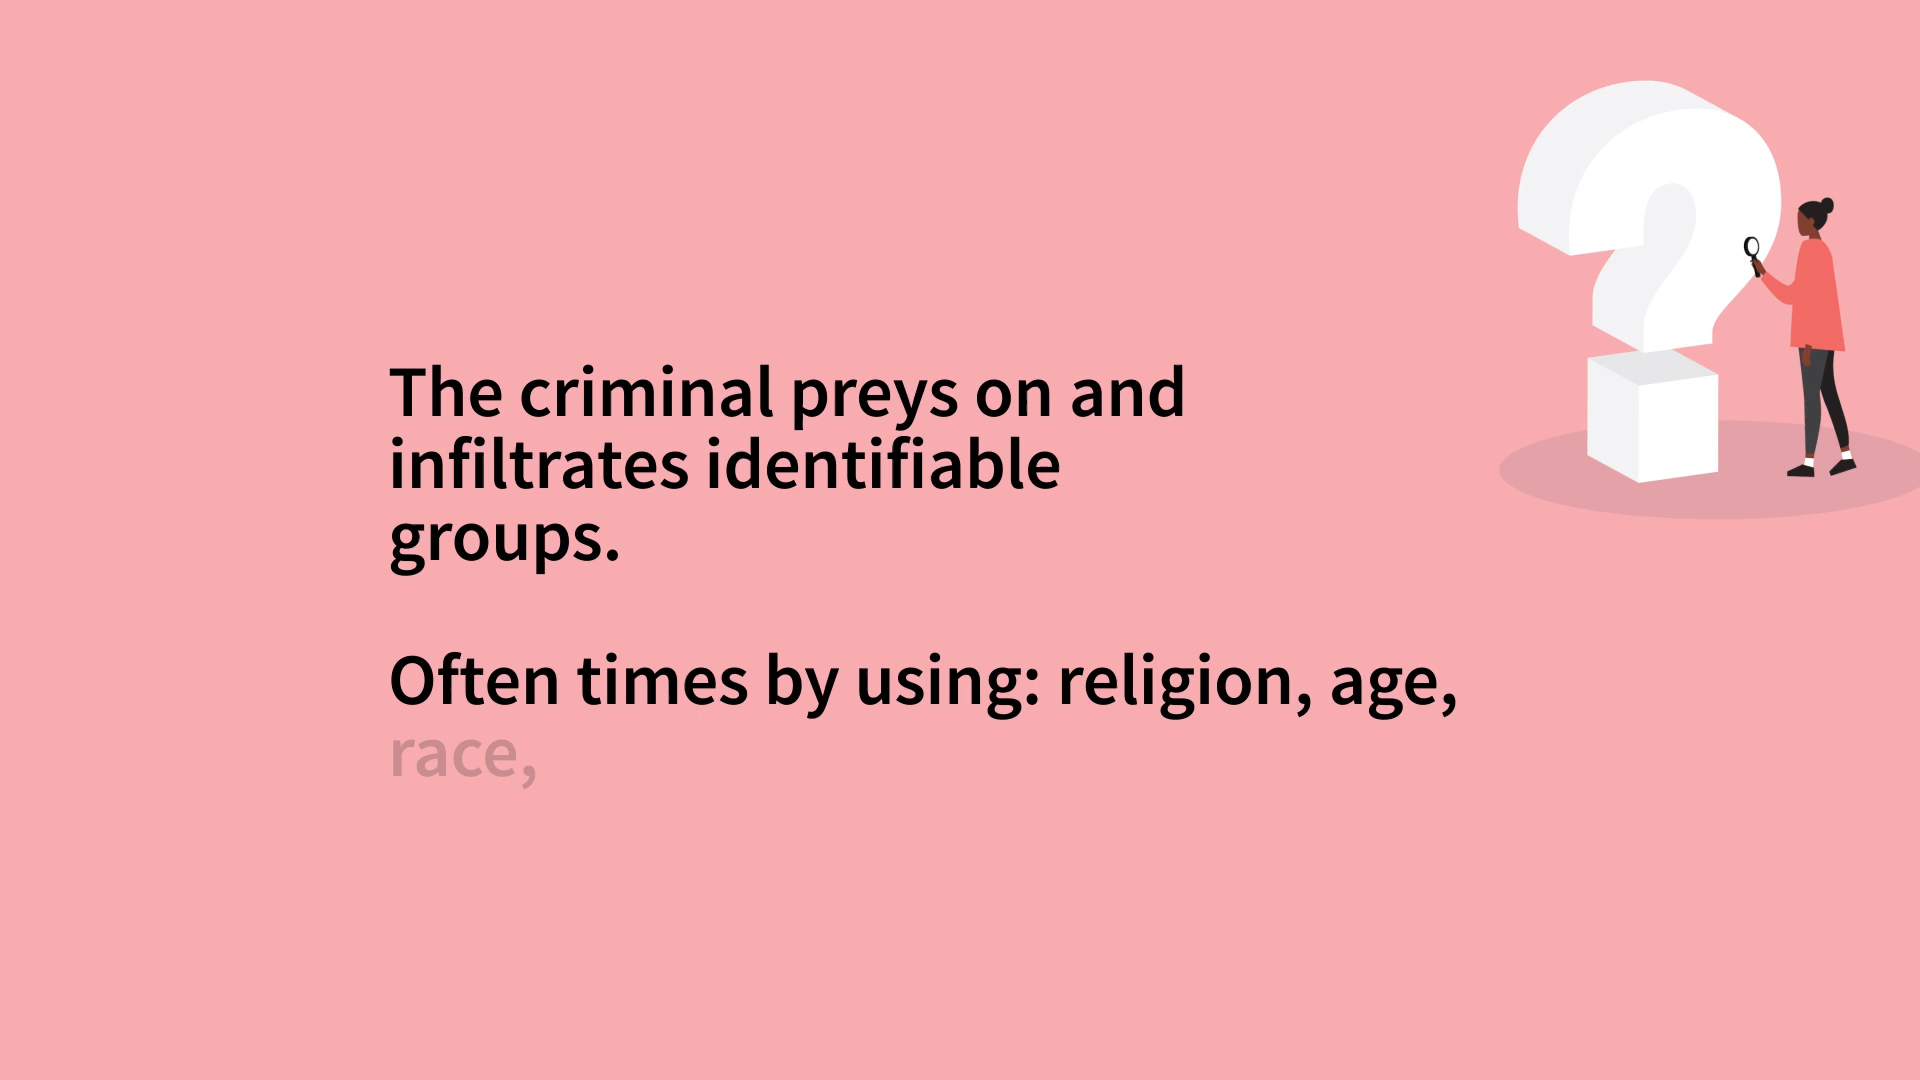 The criminal preys on and
infiltrates identifiable
groups.
Often times by using: religion, age,
race,